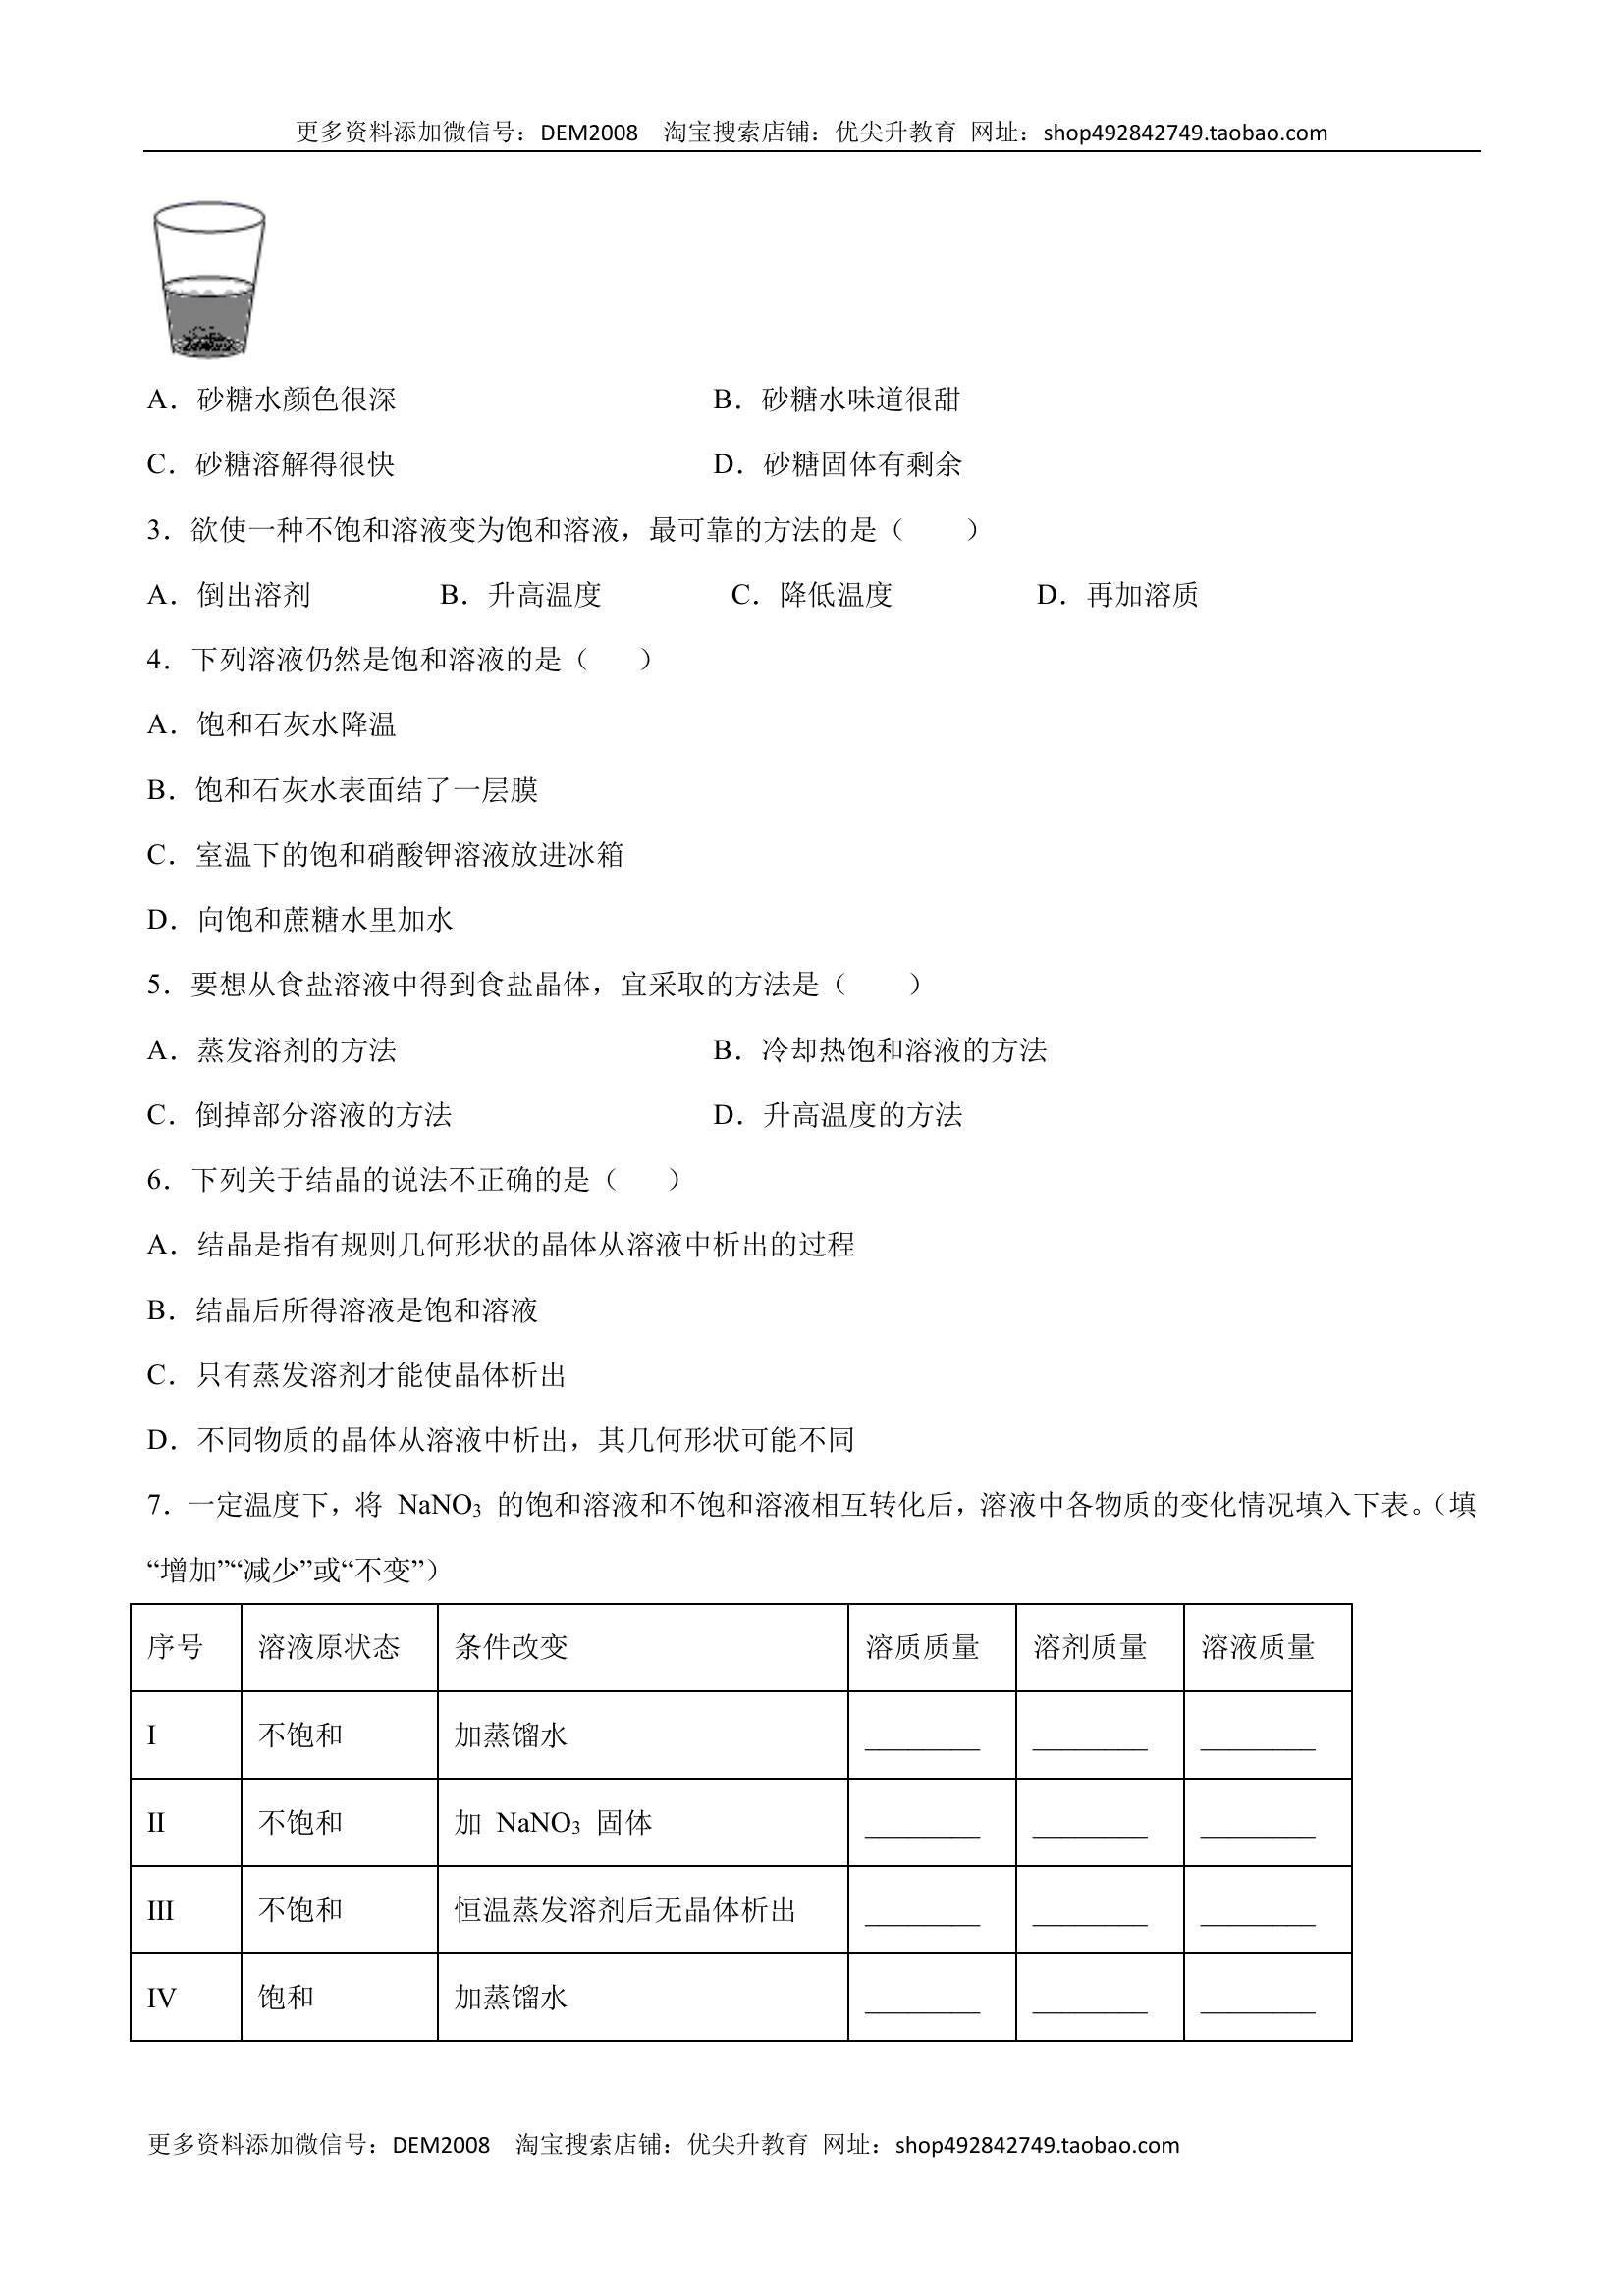 更多资料添加微信号：DEM2008 淘宝搜索店铺：优尖升教育 网址：shop492842749.taobao.com
A．砂糖水颜色很深 B．砂糖水味道很甜
C．砂糖溶解得很快 D．砂糖固体有剩余
3．欲使一种不饱和溶液变为饱和溶液，最可靠的方法的是（ ）
A．倒出溶剂 B．升高温度 C．降低温度 D．再加溶质
4．下列溶液仍然是饱和溶液的是（ ）
A．饱和石灰水降温
B．饱和石灰水表面结了一层膜
C．室温下的饱和硝酸钾溶液放进冰箱
D．向饱和蔗糖水里加水
5．要想从食盐溶液中得到食盐晶体，宜采取的方法是（ ）
A．蒸发溶剂的方法 B．冷却热饱和溶液的方法
C．倒掉部分溶液的方法 D．升高温度的方法
6．下列关于结晶的说法不正确的是（ ）
A．结晶是指有规则几何形状的晶体从溶液中析出的过程
B．结晶后所得溶液是饱和溶液
C．只有蒸发溶剂才能使晶体析出
D．不同物质的晶体从溶液中析出，其几何形状可能不同
7．一定温度下，将 NaNO₃ 的饱和溶液和不饱和溶液相互转化后，溶液中各物质的变化情况填入下表。（填
“增加”“减少”或“不变”）
序号 溶液原状态 条件改变 溶质质量 溶剂质量 溶液质量
I 不饱和 加蒸馏水 ________ ________ ________
II 不饱和 加 NaNO₃ 固体 ________ ________ ________
III 不饱和 恒温蒸发溶剂后无晶体析出 ________ ________ ________
IV 饱和 加蒸馏水 ________ ________ ________
更多资料添加微信号：DEM2008 淘宝搜索店铺：优尖升教育 网址：shop492842749.taobao.com